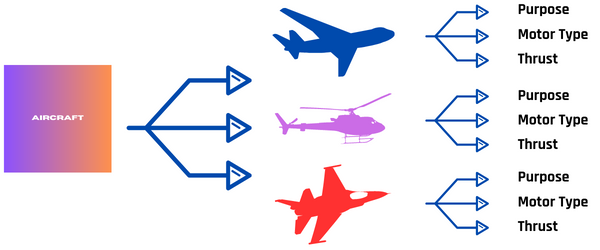 AIRCRAFT
Purpose
Motor Type
Thrust
Purpose
Motor Type
Thrust
Purpose
Motor Type
Thrust